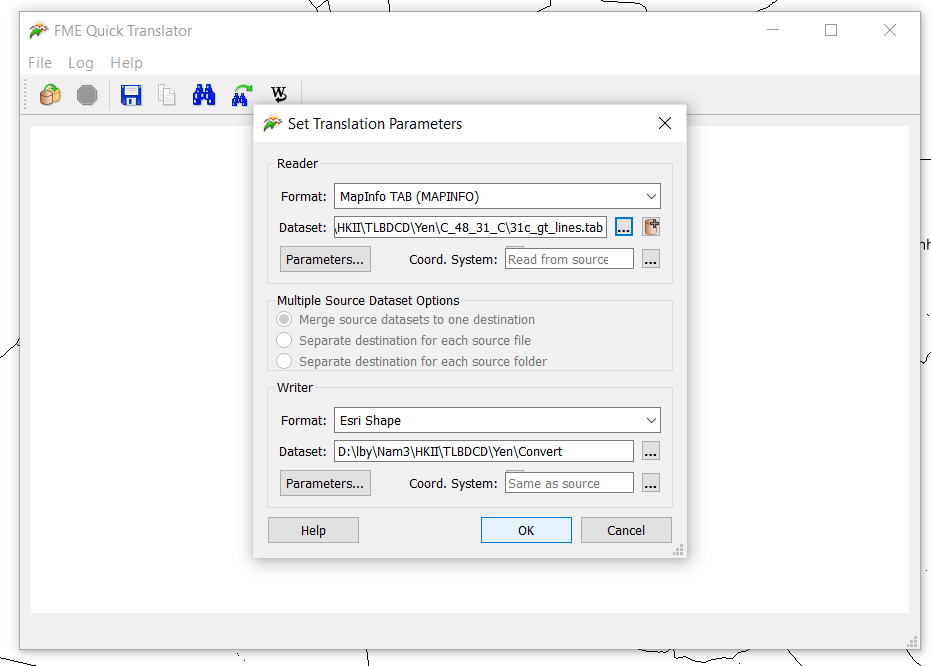 FME Quick Translator
File Log Help
Set Translation Parameters
Reader
Format: MapInfo TAB (MAPINFO)
Dataset: \HKII\TLBDCD\Yen\C_48_31_C\31c_gt_lines.tab ...
Parameters... Coord. System: Read from source ...
Multiple Source Dataset Options
Merge source datasets to one destination
Separate destination for each source file
Separate destination for each source folder
Writer
Format: Esri Shape
Dataset: D:\lby\Nam3\HKII\TLBDCD\Yen\Convert ...
Parameters... Coord. System: Same as source ...
Help OK Cancel